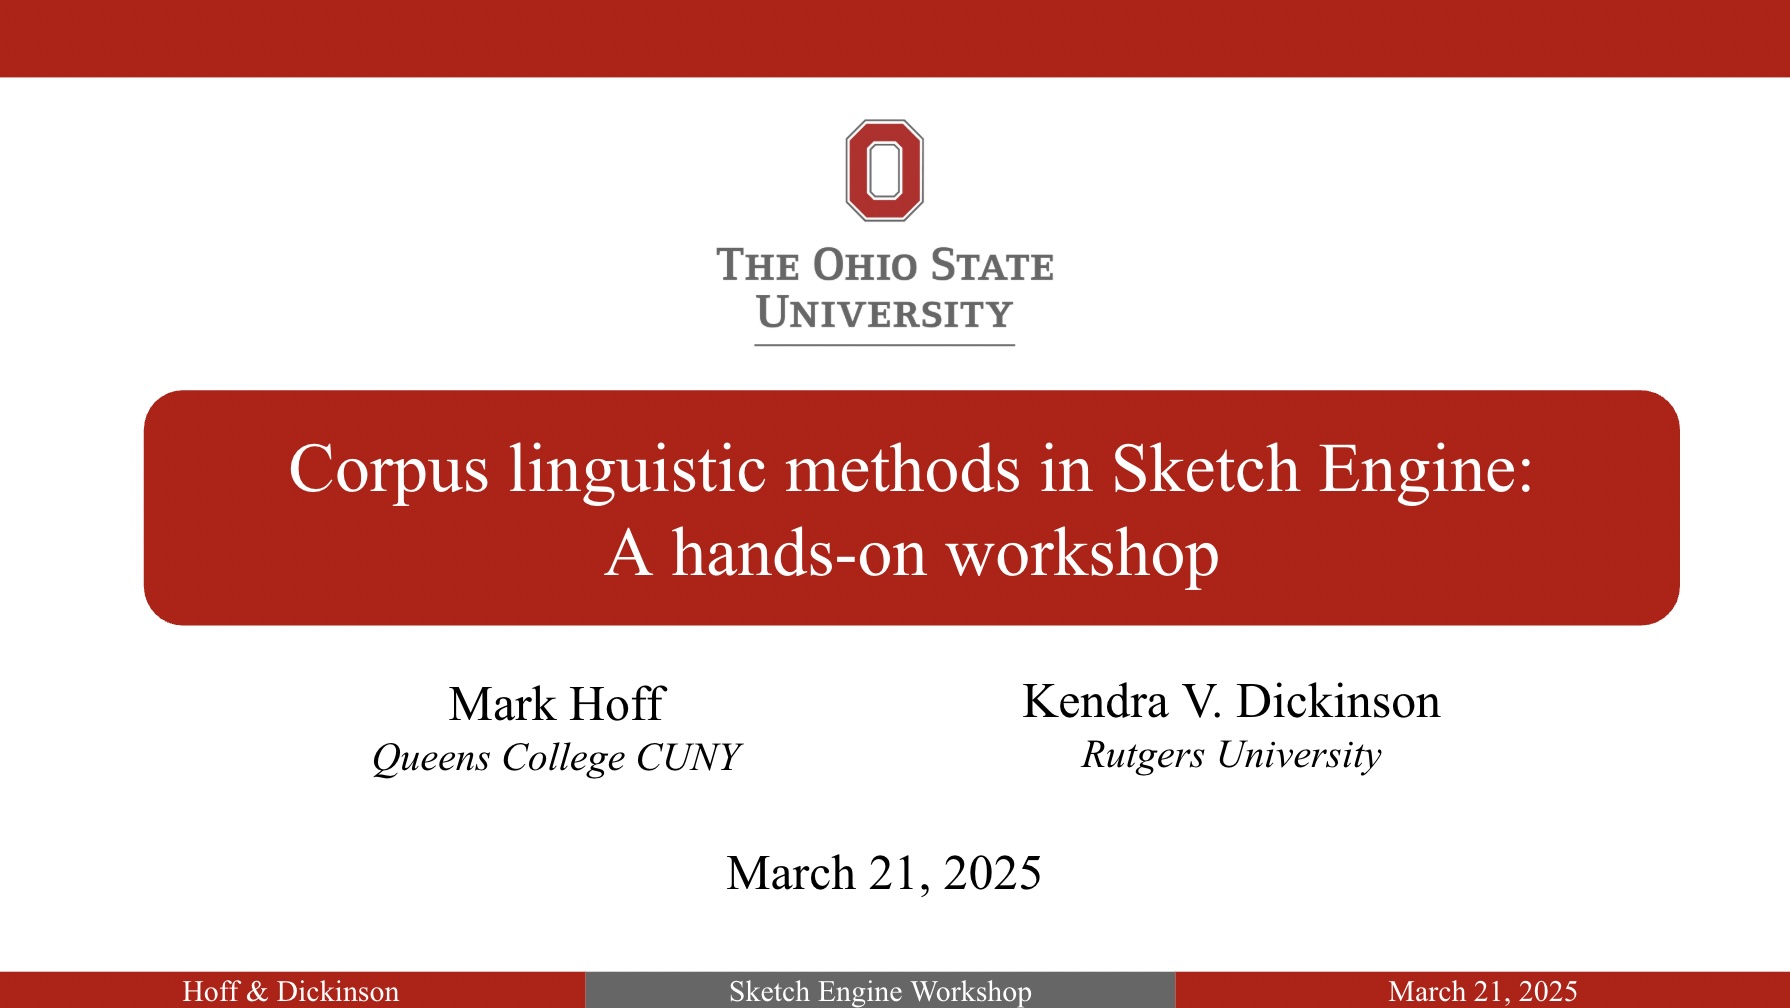 THE OHIO STATE
UNIVERSITY
Corpus linguistic methods in Sketch Engine:
A hands-on workshop
Mark Hoff
Queens College CUNY
Kendra V. Dickinson
Rutgers University
March 21, 2025
Hoff & Dickinson
Sketch Engine Workshop
March 21, 2025